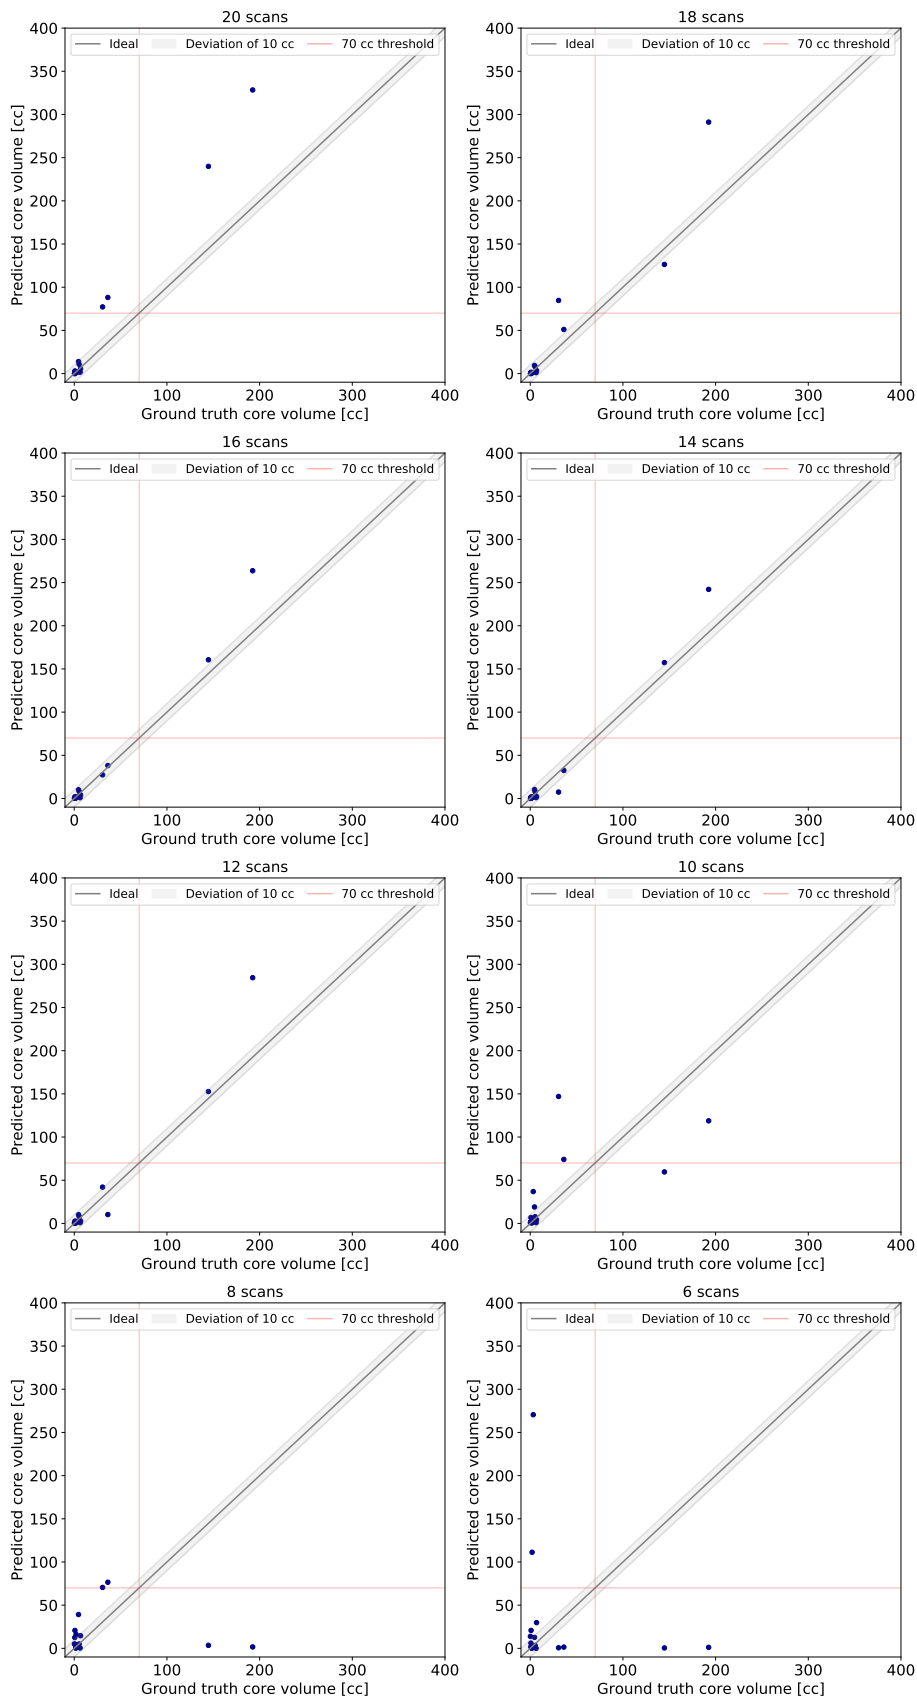 20 scans
Ideal Deviation of 10 cc 70 cc threshold
Predicted core volume [cc]
400
350
300
250
200
150
100
50
0
0 100 200 300 400
Ground truth core volume [cc]
18 scans
Ideal Deviation of 10 cc 70 cc threshold
Predicted core volume [cc]
400
350
300
250
200
150
100
50
0
0 100 200 300 400
Ground truth core volume [cc]
16 scans
Ideal Deviation of 10 cc 70 cc threshold
Predicted core volume [cc]
400
350
300
250
200
150
100
50
0
0 100 200 300 400
Ground truth core volume [cc]
14 scans
Ideal Deviation of 10 cc 70 cc threshold
Predicted core volume [cc]
400
350
300
250
200
150
100
50
0
0 100 200 300 400
Ground truth core volume [cc]
12 scans
Ideal Deviation of 10 cc 70 cc threshold
Predicted core volume [cc]
400
350
300
250
200
150
100
50
0
0 100 200 300 400
Ground truth core volume [cc]
10 scans
Ideal Deviation of 10 cc 70 cc threshold
Predicted core volume [cc]
400
350
300
250
200
150
100
50
0
0 100 200 300 400
Ground truth core volume [cc]
8 scans
Ideal Deviation of 10 cc 70 cc threshold
Predicted core volume [cc]
400
350
300
250
200
150
100
50
0
0 100 200 300 400
Ground truth core volume [cc]
6 scans
Ideal Deviation of 10 cc 70 cc threshold
Predicted core volume [cc]
400
350
300
250
200
150
100
50
0
0 100 200 300 400
Ground truth core volume [cc]